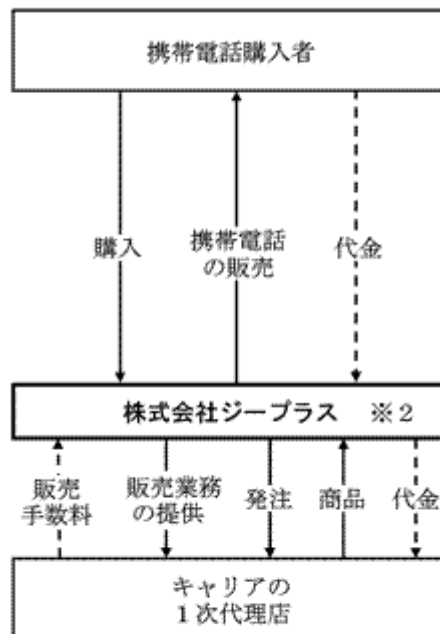 携帯電話購入者
購入
携帯電話
の販売
代金
株式会社ジープラス ※2
販売
手数料
販売業務
の提供
発注
商品
代金
キャリアの
1次代理店